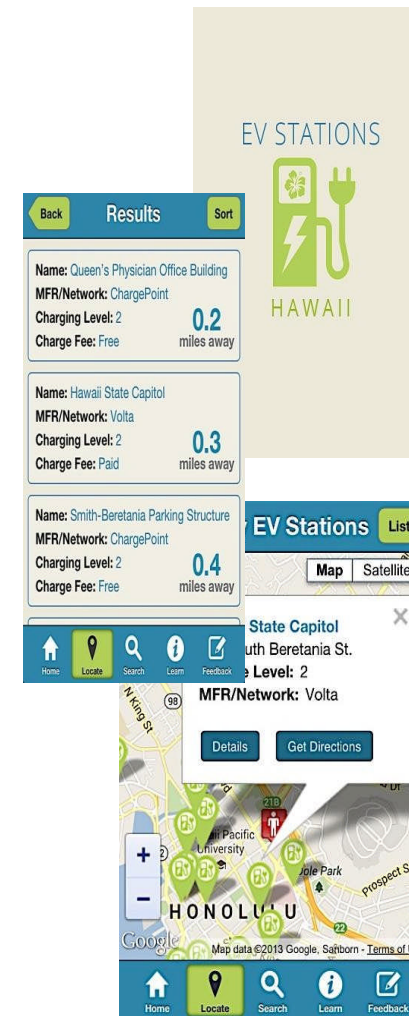 EV STATIONS
HAWAII
Back Results Sort
Name: Queen's Physician Office Building
MFR/Network: ChargePoint
Charging Level: 2
Charge Fee: Free
0.2
miles away
Name: Hawaii State Capitol
MFR/Network: Volta
Charging Level: 2
Charge Fee: Paid
0.3
miles away
Name: Smith-Beretania Parking Structure
MFR/Network: ChargePoint
Charging Level: 2
Charge Fee: Free
0.4
miles away
Home Locate Search Learn Feedback
EV Stations List
Map Satellite
State Capitol
uth Beretania St.
Level: 2
MFR/Network: Volta
Details Get Directions
N King St
98
21B
Pacific
University
Prospect S
+
−
HONOLULU
22
Google
Map data ©2013 Google, Sanborn - Terms of
Home Locate Search Learn Feedback